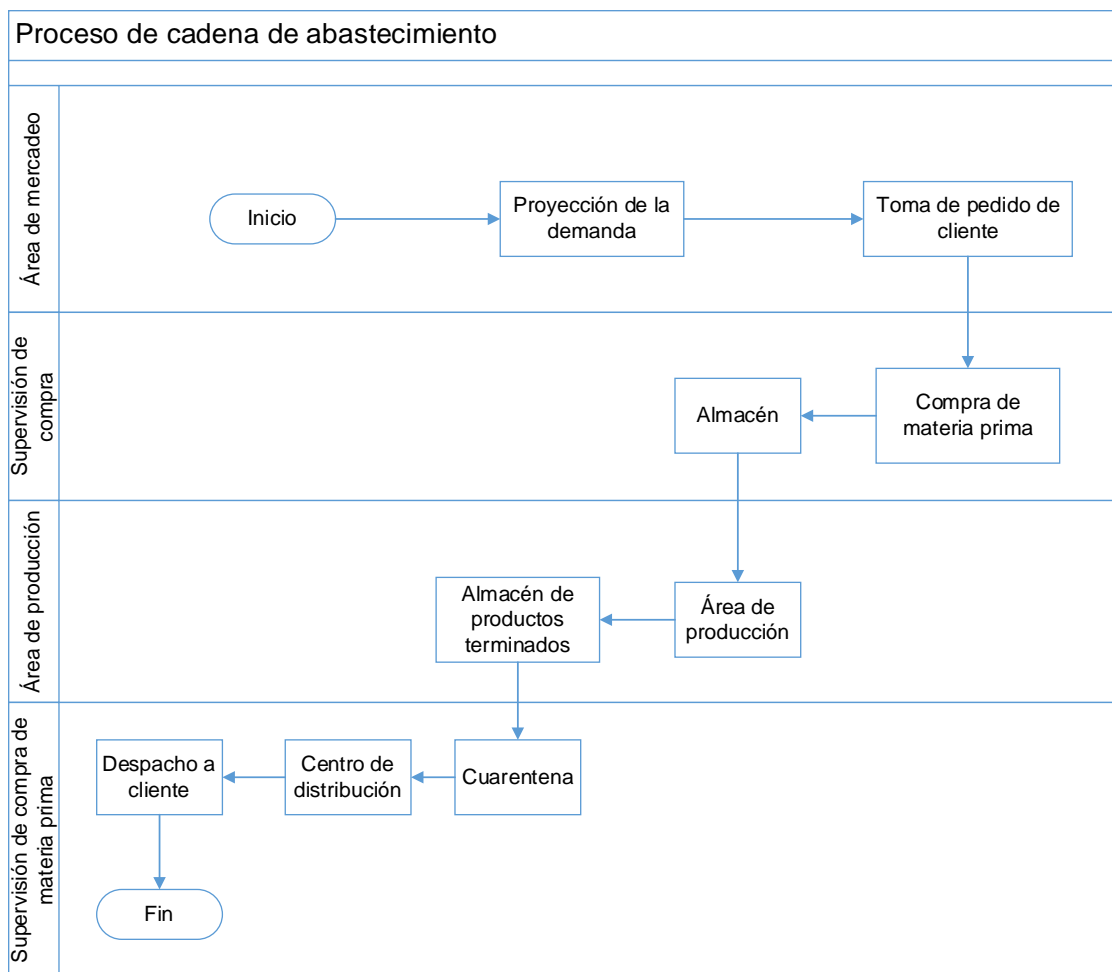 Proceso de cadena de abastecimiento
Área de mercadeo
Inicio
Proyección de la
demanda
Toma de pedido de
cliente
Supervisión de
compra
Almacén
Compra de
materia prima
Área de producción
Almacén de
productos
terminados
Área de
producción
Supervisión de compra de
materia prima
Despacho a
cliente
Centro de
distribución
Cuarentena
Fin